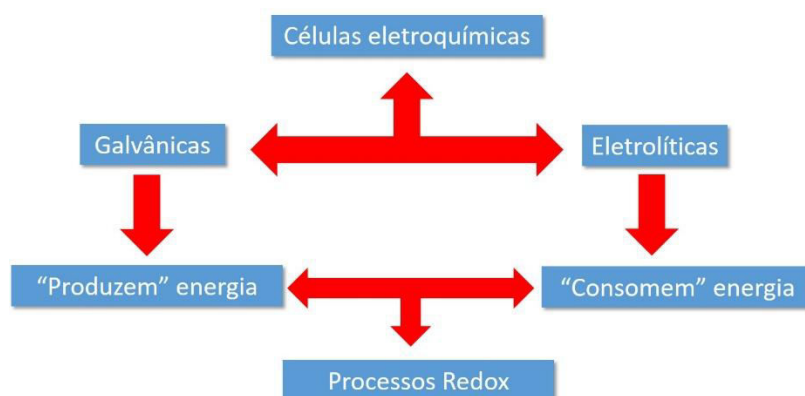 Células eletroquímicas
Galvânicas
Eletrolíticas
“Produzem” energia
“Consomem” energia
Processos Redox